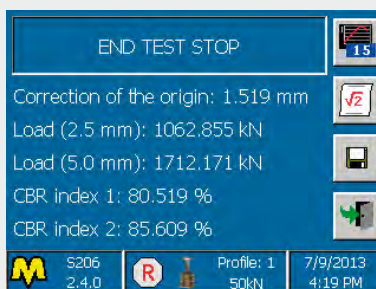 END TEST STOP
15
Correction of the origin: 1.519 mm
√2
Load (2.5 mm): 1062.855 kN
Load (5.0 mm): 1712.171 kN
CBR index 1: 80.519 %
CBR index 2: 85.609 %
M S206 2.4.0 R Profile: 1 50kN 7/9/2013 4:19 PM